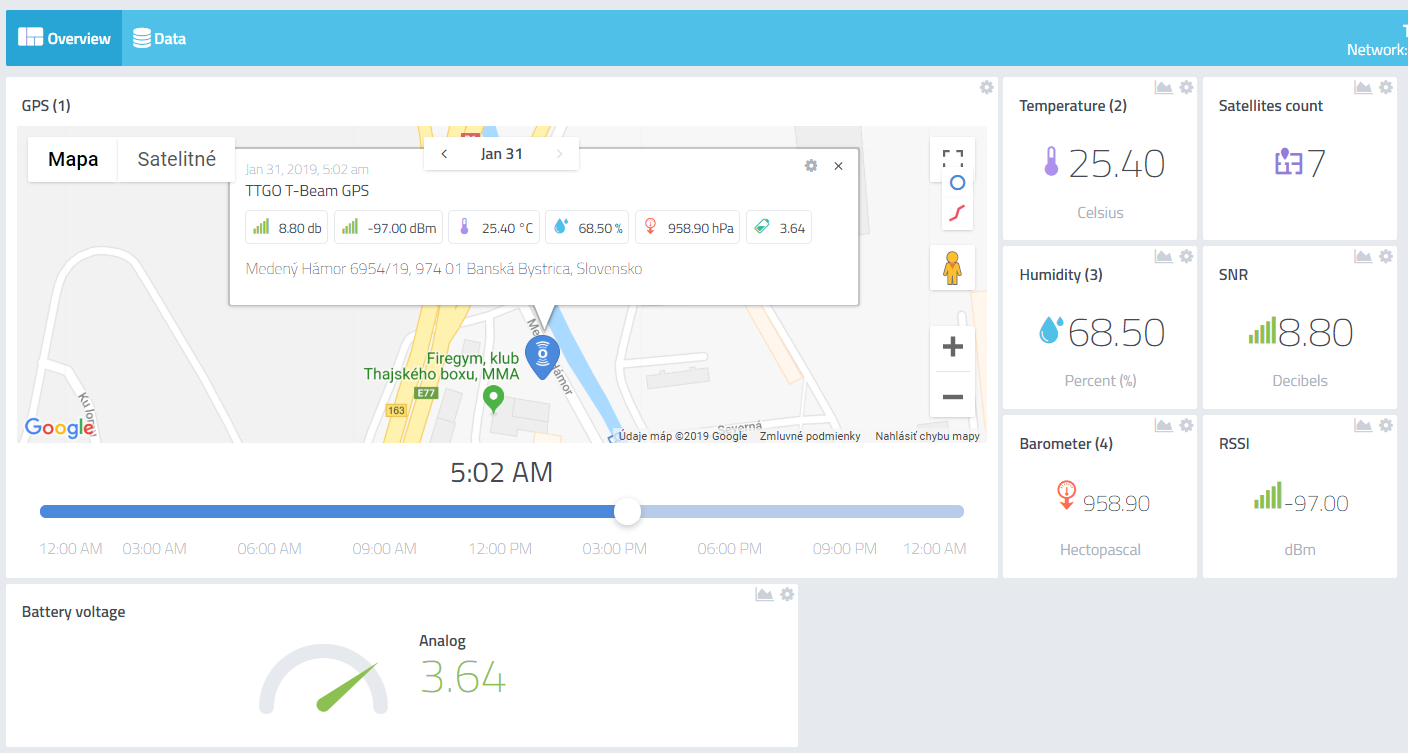 Overview
Data
Network:
GPS (1)
Mapa
Satelitné
Jan 31
Jan 31, 2019, 5:02 am
TTGO T-Beam GPS
8.80 db
-97.00 dBm
25.40 °C
68.50 %
958.90 hPa
3.64
Medený Hámor 6954/19, 974 01 Banská Bystrica, Slovensko
Firegym, klub
Thajského boxu, MMA
E77
163
Google
Údaje máp ©2019 Google
Zmluvné podmienky
Nahlásiť chybu mapy
5:02 AM
12:00 AM
03:00 AM
06:00 AM
09:00 AM
12:00 PM
03:00 PM
06:00 PM
09:00 PM
12:00 AM
Temperature (2)
25.40
Celsius
Satellites count
7
Humidity (3)
68.50
Percent (%)
SNR
8.80
Decibels
Barometer (4)
958.90
Hectopascal
RSSI
-97.00
dBm
Battery voltage
Analog
3.64